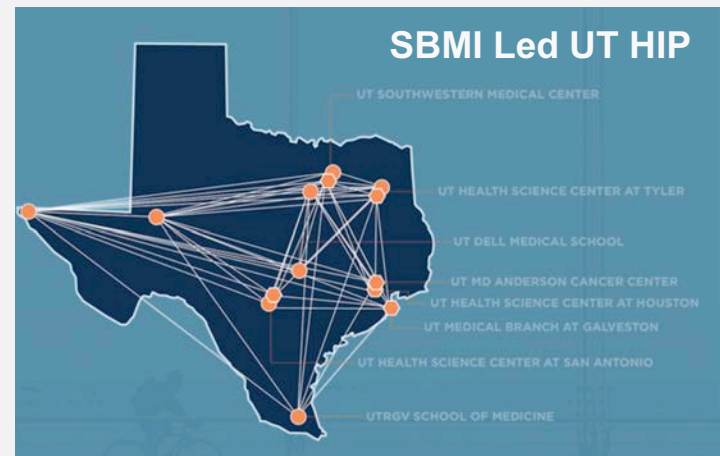 SBMI Led UT HIP
UT SOUTHWESTERN MEDICAL CENTER
UT HEALTH SCIENCE CENTER AT TYLER
UT DELL MEDICAL SCHOOL
UT MD ANDERSON CANCER CENTER
UT HEALTH SCIENCE CENTER AT HOUSTON
UT MEDICAL BRANCH AT GALVESTON
UT HEALTH SCIENCE CENTER AT SAN ANTONIO
UTRGV SCHOOL OF MEDICINE